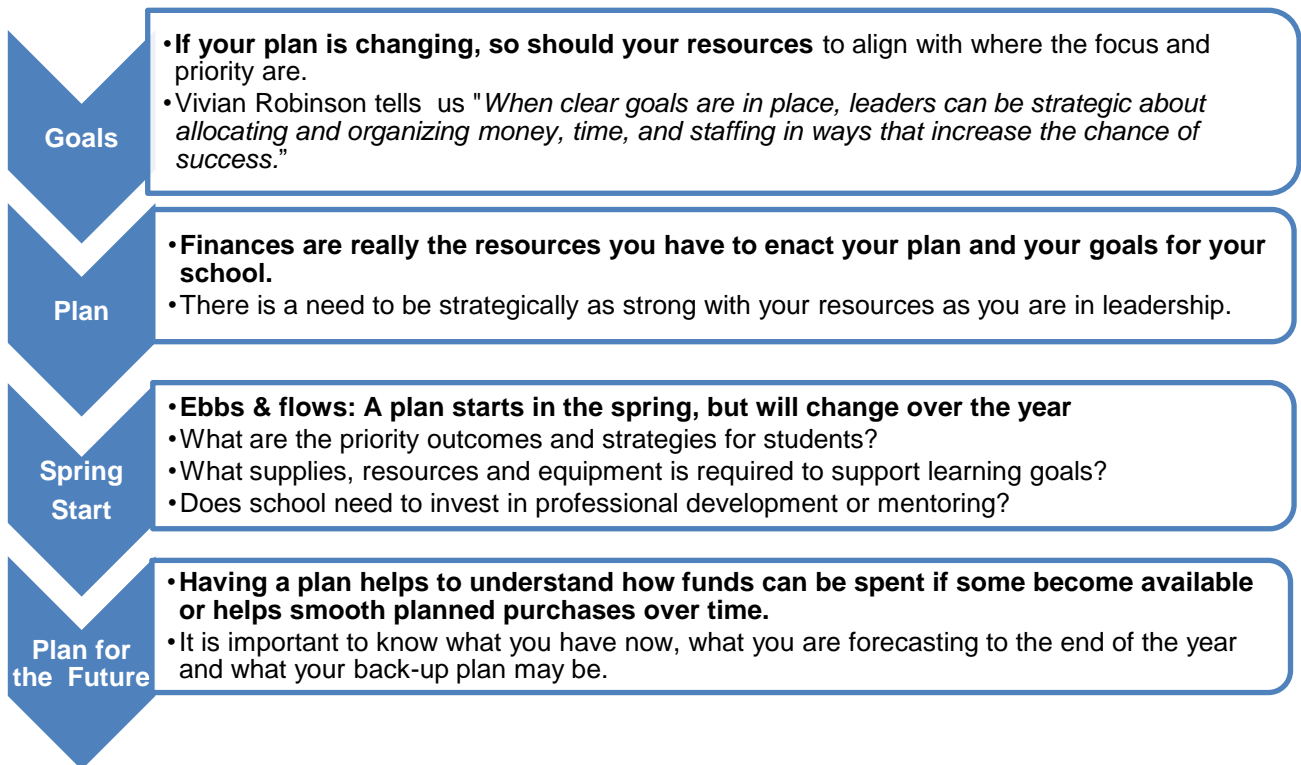 Goals
•If your plan is changing, so should your resources to align with where the focus and
priority are.
•Vivian Robinson tells  us "When clear goals are in place, leaders can be strategic about
allocating and organizing money, time, and staffing in ways that increase the chance of
success.”
Plan
•Finances are really the resources you have to enact your plan and your goals for your
school.
•There is a need to be strategically as strong with your resources as you are in leadership.
Spring
Start
•Ebbs & flows: A plan starts in the spring, but will change over the year
•What are the priority outcomes and strategies for students?
•What supplies, resources and equipment is required to support learning goals?
•Does school need to invest in professional development or mentoring?
Plan for
the  Future
•Having a plan helps to understand how funds can be spent if some become available
or helps smooth planned purchases over time.
•It is important to know what you have now, what you are forecasting to the end of the year
and what your back-up plan may be.